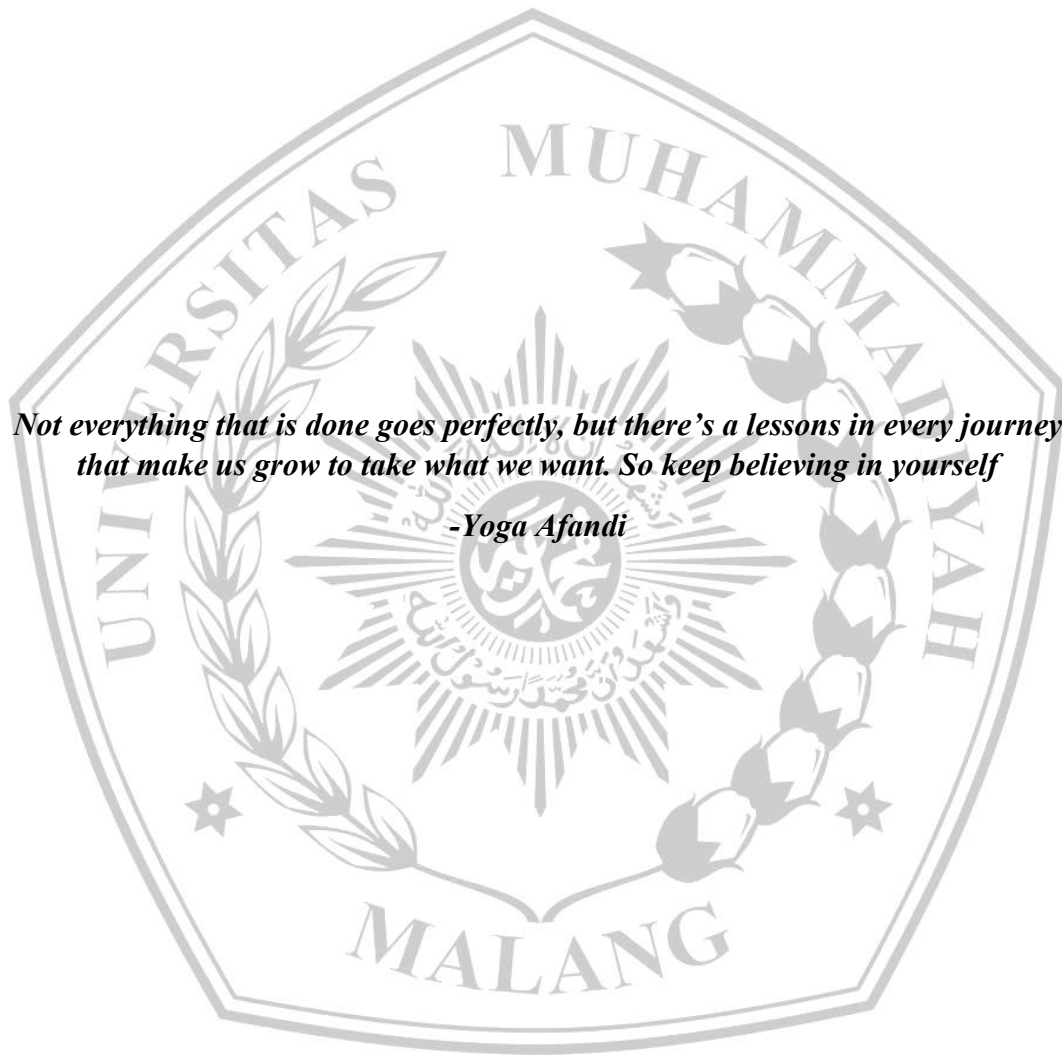 UNIVERSITAS MUHAMMADIYAH
Not everything that is done goes perfectly, but there’s a lessons in every journey
that make us grow to take what we want. So keep believing in yourself
-Yoga Afandi
MALANG